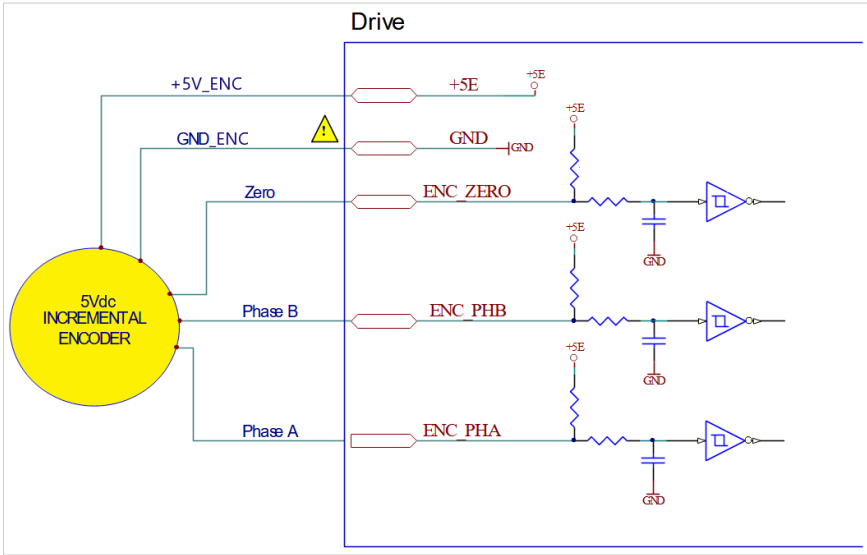 Drive
+5V_ENC
+5E
+5E
+5E
GND_ENC
!
GND
GND
Zero
ENC_ZERO
GND
+5E
5Vdc
INCREMENTAL
ENCODER
Phase B
ENC_PHB
GND
+5E
Phase A
ENC_PHA
GND